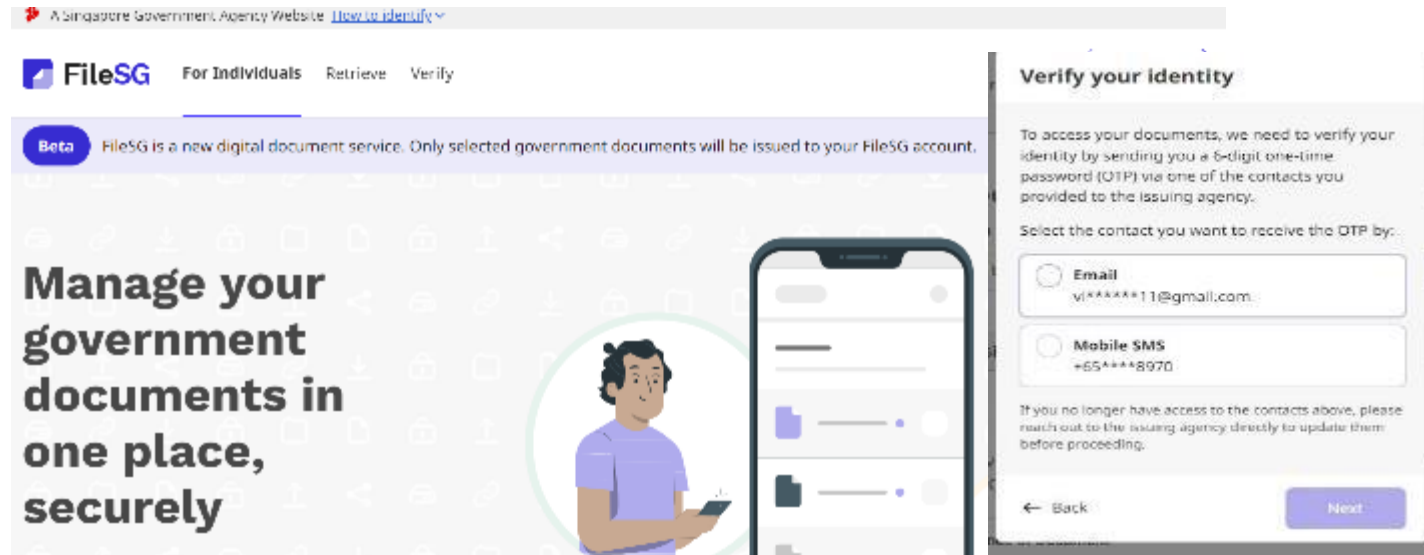 A Singapore Government Agency Website How to identify
FileSG
For Individuals Retrieve Verify
Beta FileSG is a new digital document service. Only selected government documents will be issued to your FileSG account.
Manage your
government
documents in
one place,
securely
Verify your identity
To access your documents, we need to verify your
identity by sending you a 6-digit one-time
password (OTP) via one of the contacts you
provided to the issuing agency.
Select the contact you want to receive the OTP by:
Email
vi******11@gmail.com
Mobile SMS
+65****8970
If you no longer have access to the contacts above, please
reach out to the issuing agency directly to update them
before proceeding.
← Back
Next